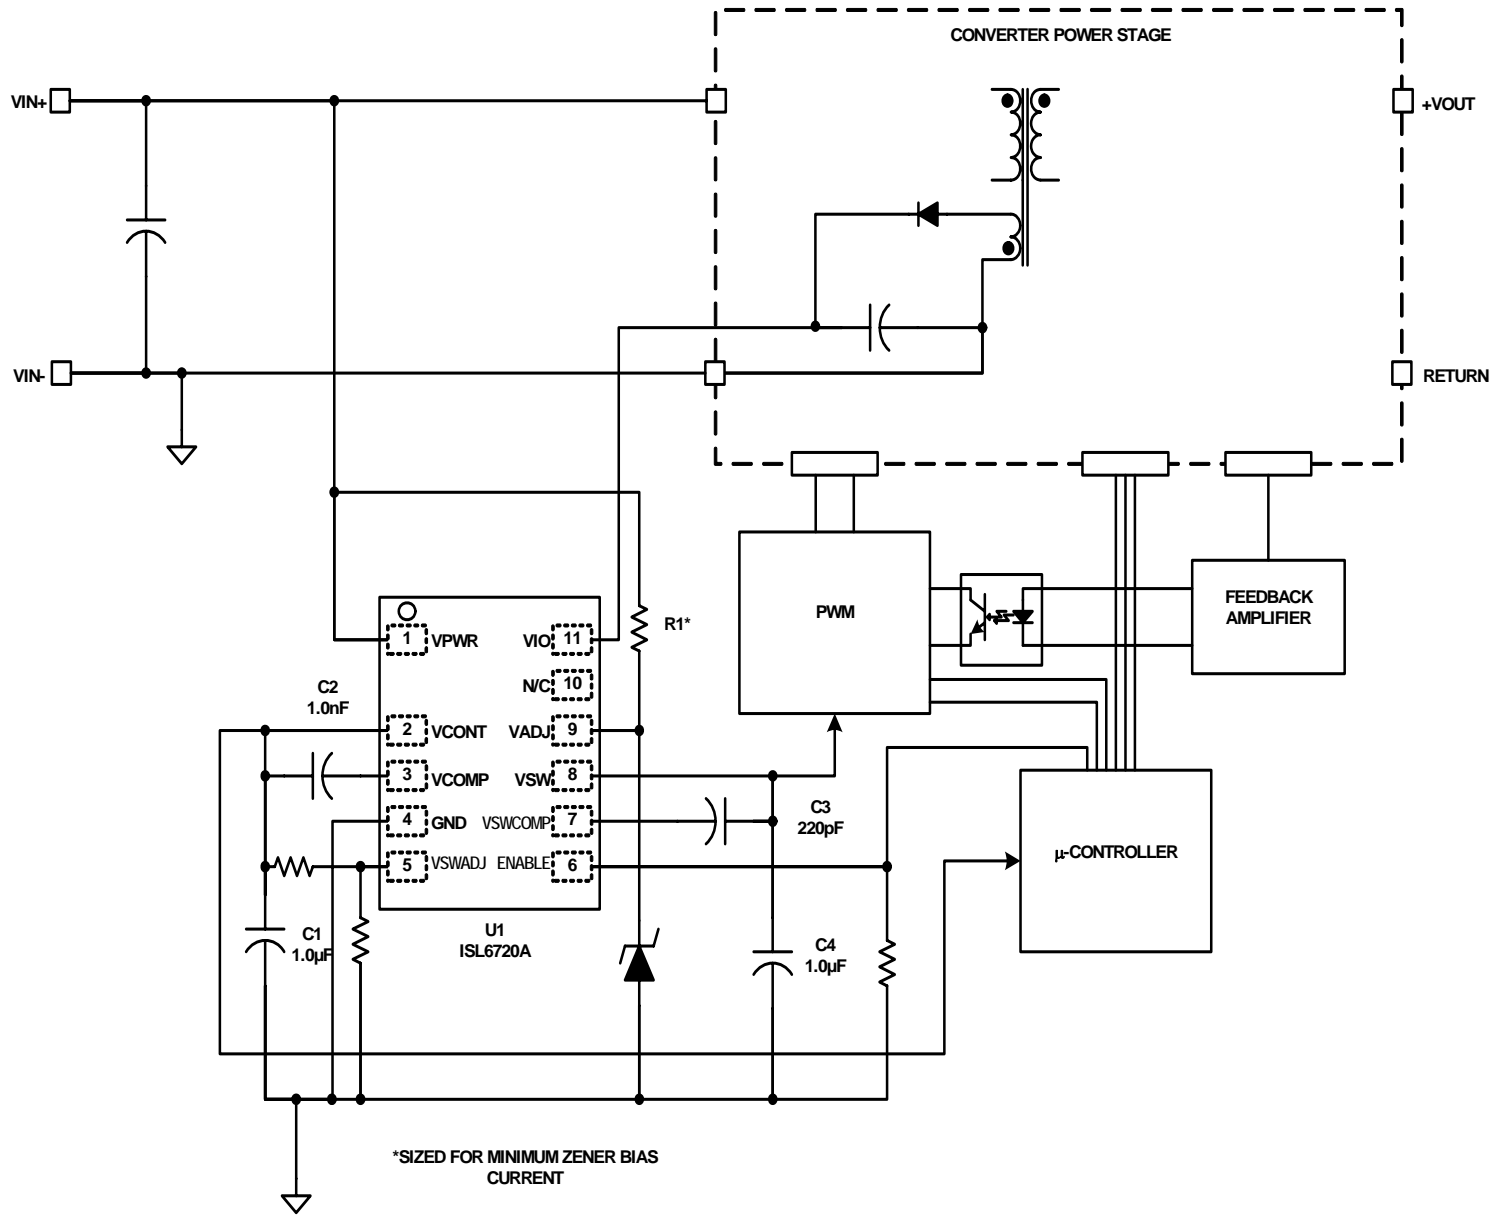 CONVERTER POWER STAGE
VIN+
+VOUT
VIN-
RETURN
PWM
FEEDBACK
AMPLIFIER
R1*
1 VPWR
VIO 11
N/C 10
C2
1.0nF
2 VCONT
VADJ 9
3 VCOMP
VSW 8
4 GND
VSWCOMP 7
5 VSWADJ
ENABLE 6
C3
220pF
µ-CONTROLLER
U1
ISL6720A
C1
1.0µF
C4
1.0µF
*SIZED FOR MINIMUM ZENER BIAS
CURRENT